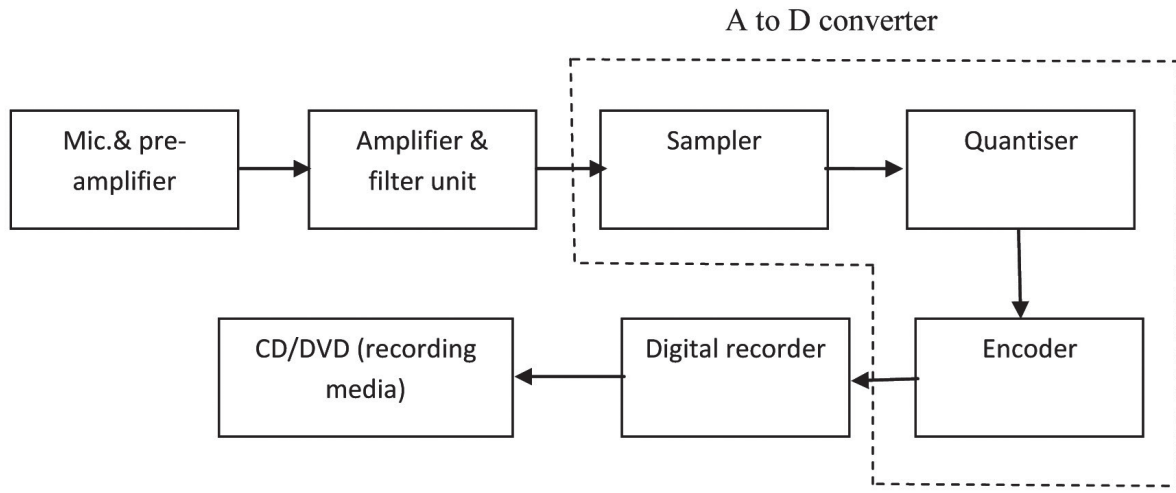 A to D converter
Mic.& pre-
amplifier
Amplifier &
filter unit
Sampler
Quantiser
CD/DVD (recording
media)
Digital recorder
Encoder